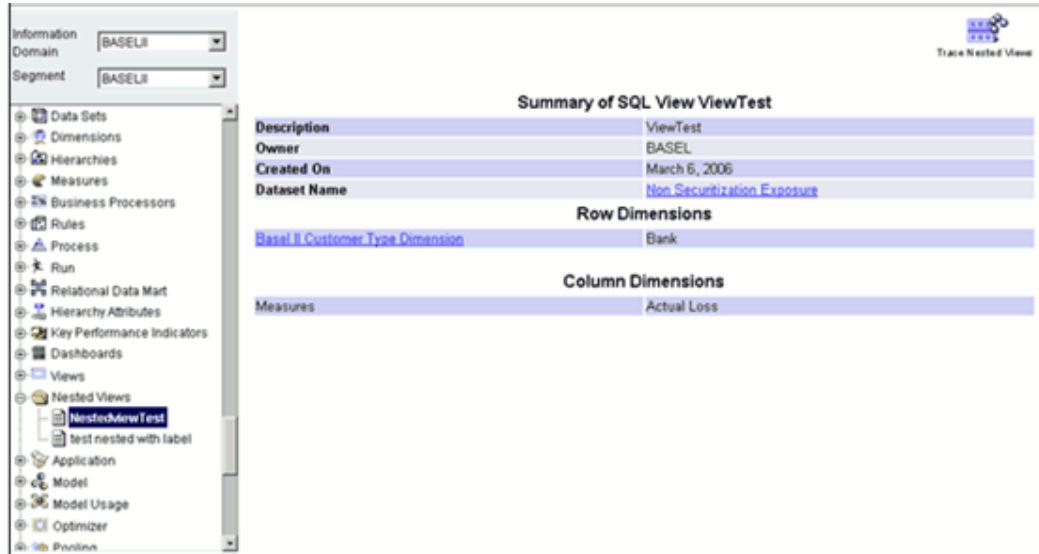 Information
Domain
BASELII
Segment
BASELII
Trace Nested Views
Data Sets
Dimensions
Hierarchies
Measures
Business Processors
Rules
Process
Run
Relational Data Mart
Hierarchy Attributes
Key Performance Indicators
Dashboards
Views
Nested Views
NestedviewTest
test nested with label
Application
Model
Model Usage
Optimizer
Pooling
Summary of SQL View ViewTest
Description ViewTest
Owner BASEL
Created On March 6, 2006
Dataset Name Non Securitization Exposure
Row Dimensions
Basel II Customer Type Dimension Bank
Column Dimensions
Measures Actual Loss